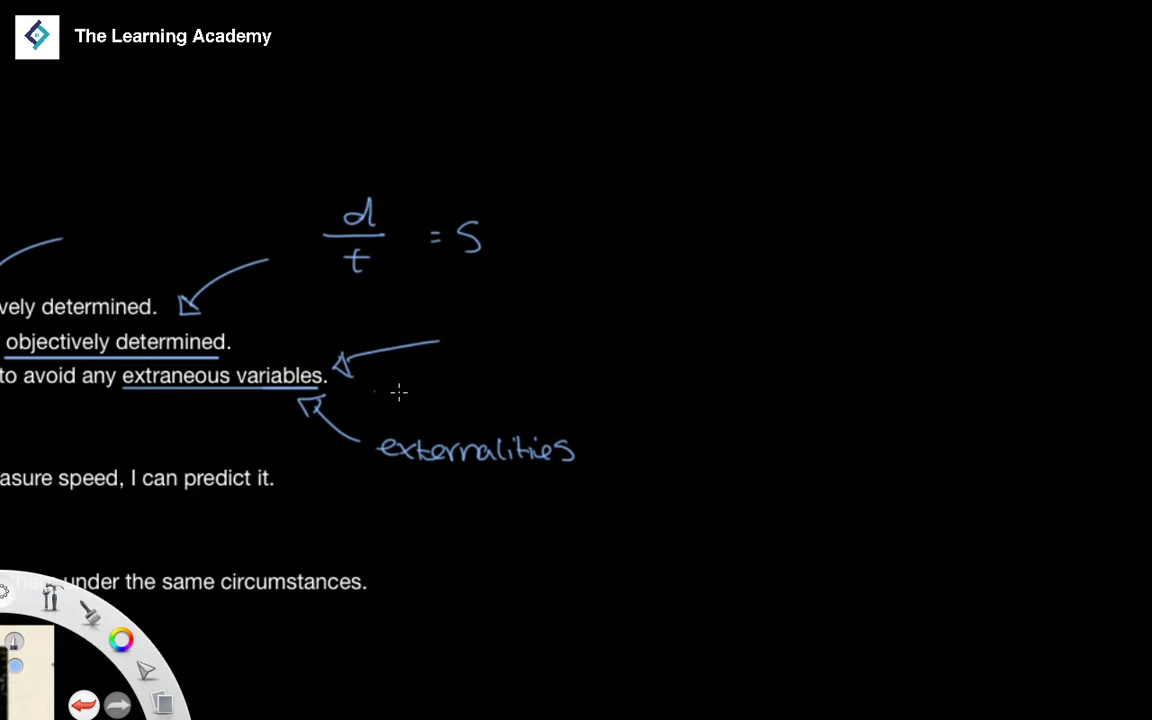 The Learning Academy
d
t
= S
vely determined.
objectively determined.
to avoid any extraneous variables.
externalities
asure speed, I can predict it.
under the same circumstances.